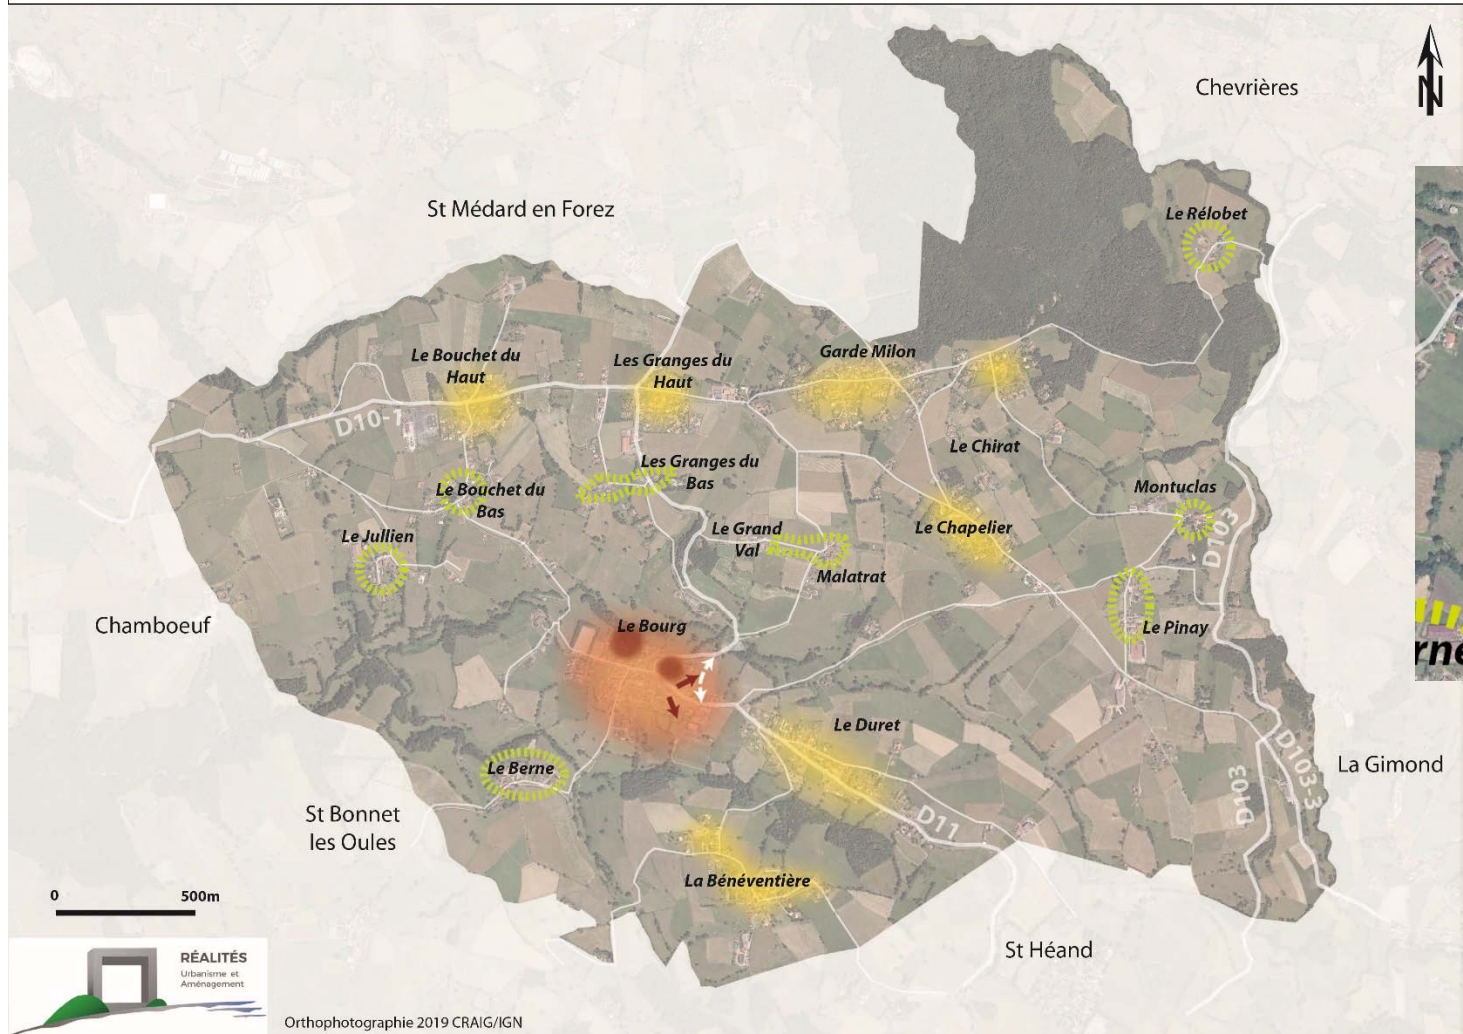 Chevrières
N
St Médard en Forez
Le Rélobet
Le Bouchet du
Haut
Les Granges du
Haut
Garde Milon
D10-1
Le Chirat
Les Granges du
Bas
Le Bouchet du
Bas
Montuclas
Le Chapelier
Le Grand
Val
Le Jullien
D103
Malatrat
Chamboeuf
Le Bourg
Le Pinay
Le Duret
Le Berne
D103-3
La Gimond
D103
St Bonnet
les Oules
D11
La Bénéventière
0 500m
St Héand
RÉALITÉS
Urbanisme et
Aménagement
Orthophotographie 2019 CRAIG/IGN